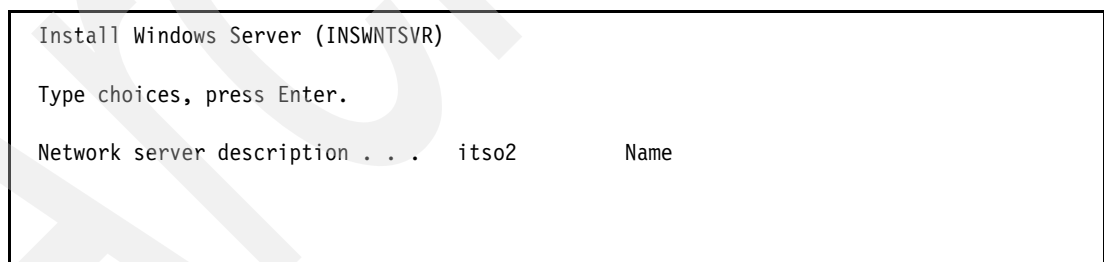 Install Windows Server (INSWNTSVR)
Type choices, press Enter.
Network server description . . . itso2 Name